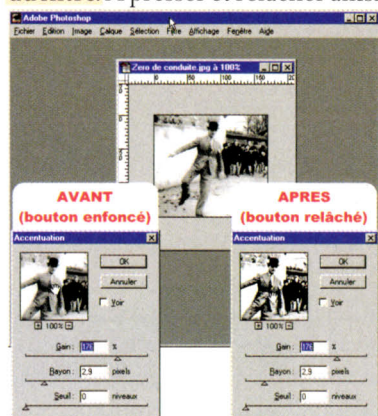 Adobe Photoshop
Fichier Edition Image Calque Sélection Filtre Affichage Fenêtre Aide
Zero de conduite.jpg à 100%
AVANT
(bouton enfoncé)
APRES
(bouton relâché)
Accentuation
OK
Annuler
Voir
100%
Gain : 176 %
Rayon : 2,9 pixels
Seuil : 0 niveaux
Accentuation
OK
Annuler
Voir
100%
Gain : 176 %
Rayon : 2,9 pixels
Seuil : 0 niveaux